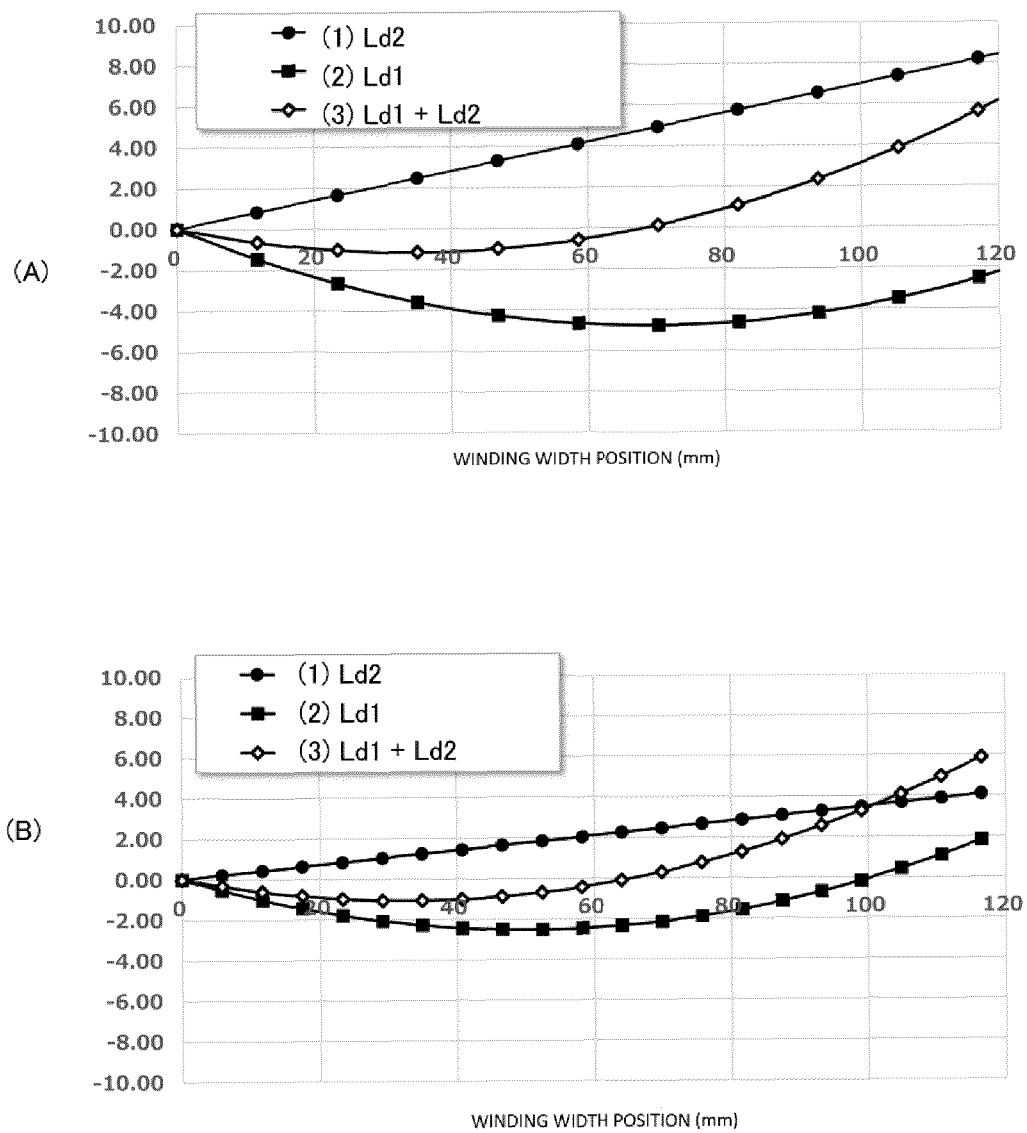 10.00
8.00
6.00
4.00
2.00
0.00
-2.00
-4.00
-6.00
-8.00
-10.00
(1) Ld2
(2) Ld1
(3) Ld1 + Ld2
(A)
0 20 40 60 80 100 120
WINDING WIDTH POSITION (mm)
10.00
8.00
6.00
4.00
2.00
0.00
-2.00
-4.00
-6.00
-8.00
-10.00
(1) Ld2
(2) Ld1
(3) Ld1 + Ld2
(B)
0 20 40 60 80 100 120
WINDING WIDTH POSITION (mm)